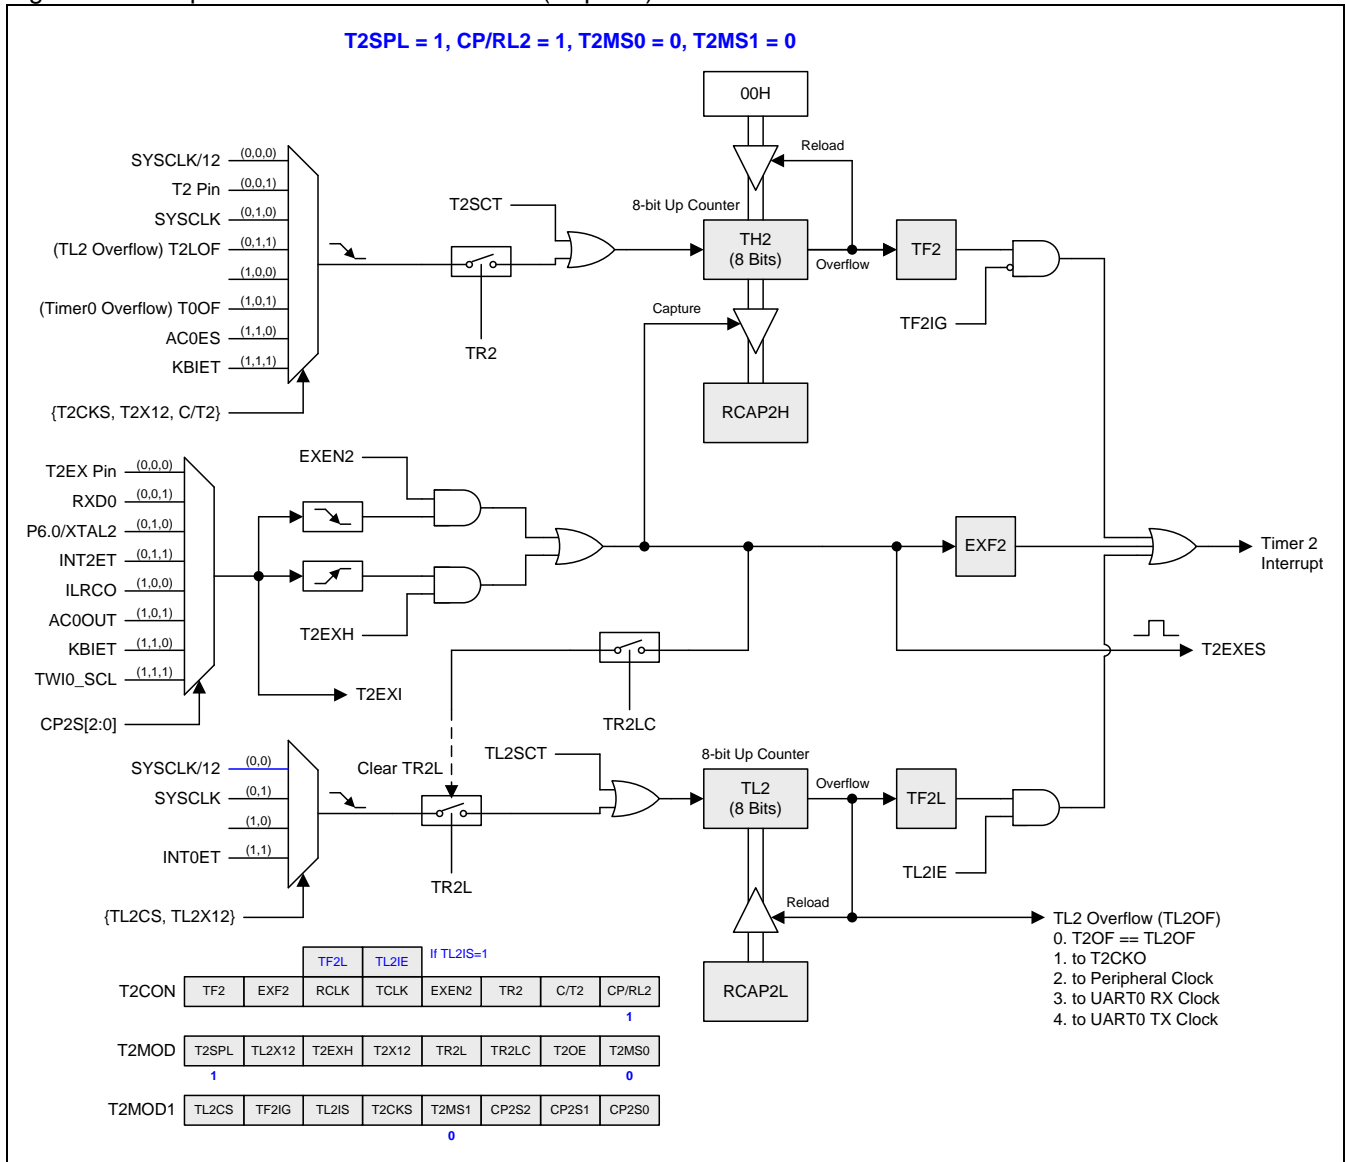 T2SPL = 1, CP/RL2 = 1, T2MS0 = 0, T2MS1 = 0
00H
Reload
SYSCLK/12 (0,0,0)
T2 Pin (0,0,1)
SYSCLK (0,1,0)
(TL2 Overflow) T2LOF (0,1,1)
(1,0,0)
(Timer0 Overflow) T0OF (1,0,1)
AC0ES (1,1,0)
KBIET (1,1,1)
{T2CKS, T2X12, C/T2}
TR2
T2SCT
8-bit Up Counter
TH2
(8 Bits)
Overflow
TF2
TF2IG
Capture
RCAP2H
T2EX Pin (0,0,0)
RXD0 (0,0,1)
P6.0/XTAL2 (0,1,0)
INT2ET (0,1,1)
ILRCO (1,0,0)
AC0OUT (1,0,1)
KBIET (1,1,0)
TWI0_SCL (1,1,1)
CP2S[2:0]
EXEN2
T2EXH
T2EXI
EXF2
Timer 2
Interrupt
T2EXES
TR2LC
SYSCLK/12 (0,0)
SYSCLK (0,1)
(1,0)
INT0ET (1,1)
{TL2CS, TL2X12}
Clear TR2L
TR2L
TL2SCT
8-bit Up Counter
TL2
(8 Bits)
Overflow
TF2L
TL2IE
Reload
RCAP2L
TL2 Overflow (TL2OF)
0. T2OF == TL2OF
1. to T2CKO
2. to Peripheral Clock
3. to UART0 RX Clock
4. to UART0 TX Clock
TF2L TL2IE If TL2IS=1
T2CON TF2 EXF2 RCLK TCLK EXEN2 TR2 C/T2 CP/RL2
1
T2MOD T2SPL TL2X12 T2EXH T2X12 TR2L TR2LC T2OE T2MS0
1 0
T2MOD1 TL2CS TF2IG TL2IS T2CKS T2MS1 CP2S2 CP2S1 CP2S0
0